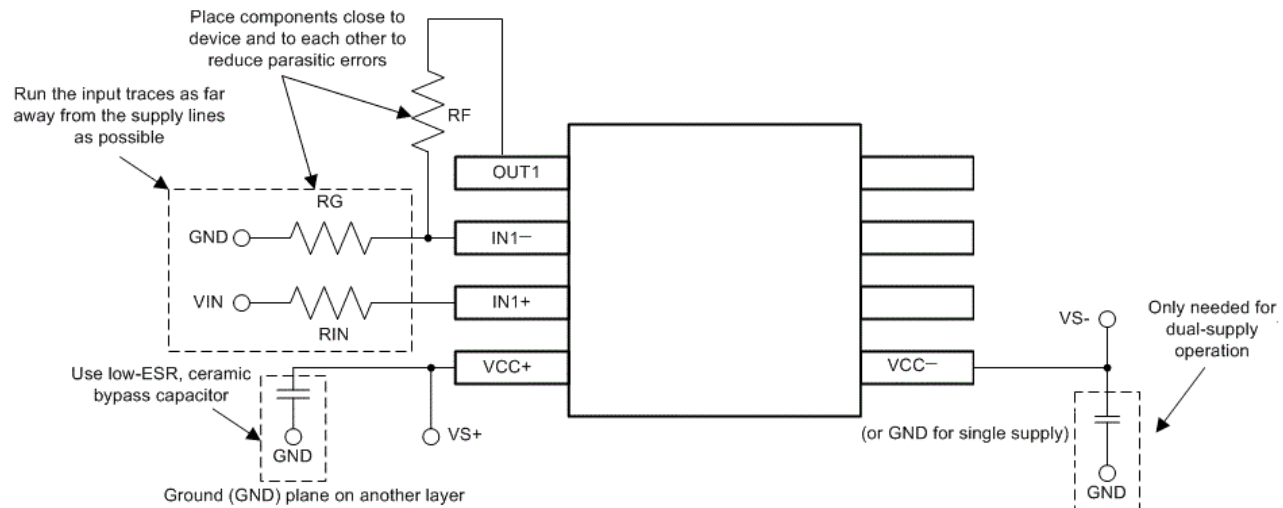 Place components close to
device and to each other to
reduce parasitic errors
Run the input traces as far
away from the supply lines
as possible
RF
OUT1
RG
GND
IN1—
VIN
IN1+
RIN
Only needed for
dual-supply
operation
VS-
VCC+
VCC—
Use low-ESR, ceramic
bypass capacitor
VS+
(or GND for single supply)
GND
GND
Ground (GND) plane on another layer